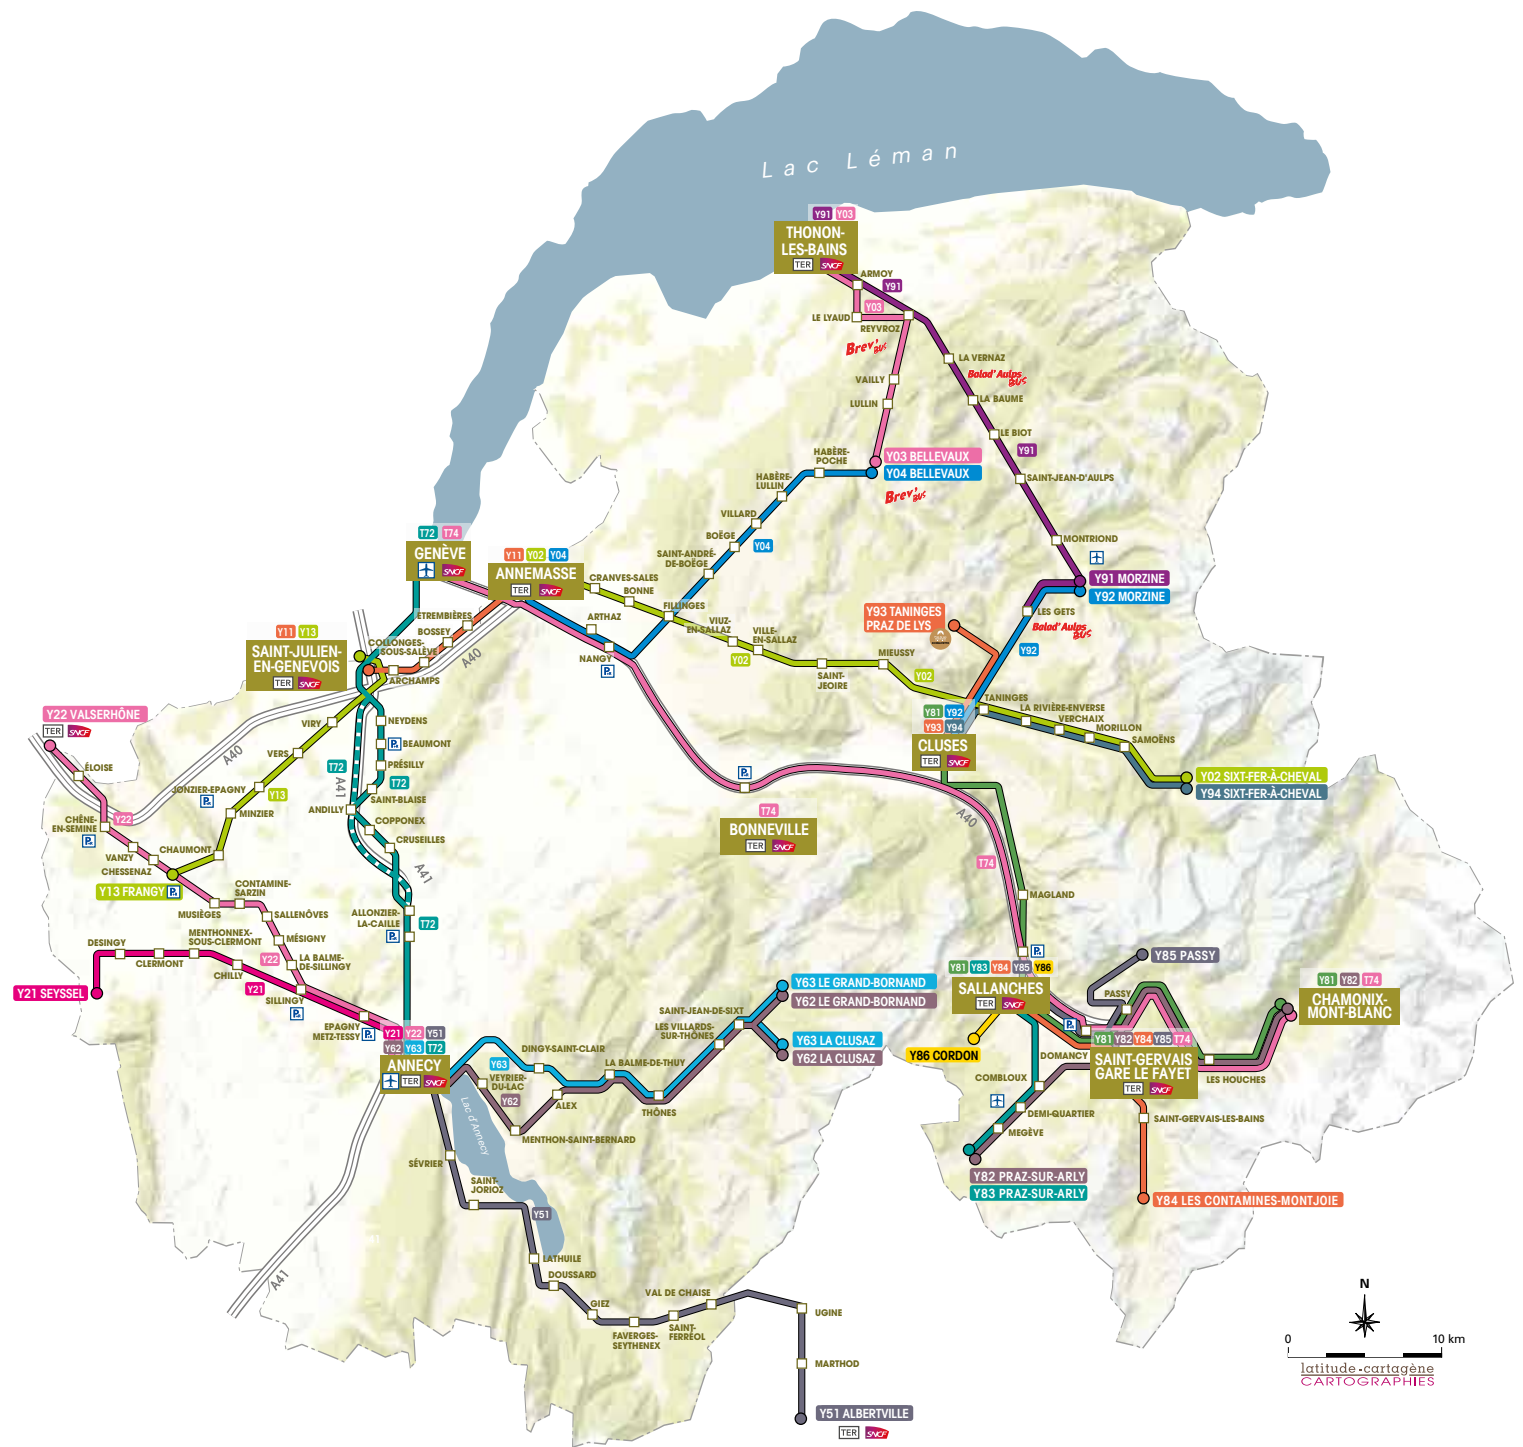 Lac Léman
Y91 Y03
THONON-
LES-BAINS
TER SNCF
ARMOY
Y91
Y03
LE LYAUD
REYVROZ
Brev'
BUS
LA VERNAZ
Balad'Aulps
BUS
VAILLY
LULLIN
LA BAUME
LE BIOT
Y91
HABÈRE-
POCHE
Y03 BELLEVAUX
Y04 BELLEVAUX
Brev'
BUS
HABÈRE-
LULLIN
SAINT-JEAN-D'AULPS
VILLARD
BOËGE
Y04
SAINT-ANDRÉ-
DE-BOËGE
MONTRIOND
T72 T74
GENÈVE
SNCF
Y11 Y02 Y04
ANNEMASSE
TER SNCF
CRANVES-SALES
BONNE
FILLINGES
Y91 MORZINE
Y92 MORZINE
LES GETS
Balad'Aulps
BUS
Y92
Y93 TANINGES
PRAZ DE LYS
ÉTREMBIÈRES
BOSSEY
COLLONGES-
SOUS-SALÈVE
ARCHAMPS
A40
ARTHAZ
NANGY
VIUZ-
EN-SALLAZ
VILLE-
EN-SALLAZ
Y02
SAINT-
JEOIRE
MIEUSSY
Y02
Y11 Y13
SAINT-JULIEN-
EN-GENEVOIS
TER SNCF
TANINGES
LA RIVIÈRE-ENVERSE
VERCHAIX
MORILLON
SAMOËNS
Y02 SIXT-FER-À-CHEVAL
Y94 SIXT-FER-À-CHEVAL
Y81 Y92
Y93 Y94
CLUSES
TER SNCF
Y22 VALSERHÔNE
TER SNCF
ÉLOISE
VIRY
VERS
A40
NEYDENS
BEAUMONT
PRÉSILLY
T72
A41
T72
SAINT-BLAISE
ANDILLY
COPPONEX
CRUSEILLES
A41
JONZIER-EPAGNY
Y13
MINZIER
Y22
CHÊNE-
EN-SEMINE
VANZY
CHAUMONT
CHESSENAZ
Y13 FRANGY
T74
BONNEVILLE
TER SNCF
A40
T74
MAGLAND
CONTAMINE-
SARZIN
MUSIÈGES
SALLENÔVES
ALLONZIER-
LA-CAILLE
T72
MENTHONNEX-
SOUS-CLERMONT
MÉSIGNY
DESINGY
CLERMONT
CHILLY
Y22
LA BALME-
DE-SILLINGY
Y21
SILLINGY
Y21 SEYSSEL
EPAGNY
METZ-TESSY
Y21 Y22 Y51
Y62 Y63 T72
ANNECY
TER SNCF
Y63 LE GRAND-BORNAND
Y62 LE GRAND-BORNAND
SAINT-JEAN-DE-SIXT
LES VILLARDS-
SUR-THÔNES
Y63 LA CLUSAZ
Y62 LA CLUSAZ
DINGY-SAINT-CLAIR
LA BALME-DE-THUY
Y63
VEYRIER-
DU-LAC
Y62
ALEX
THÔNES
MENTHON-SAINT-BERNARD
Lac d'Annecy
SÉVRIER
SAINT-
JORIOZ
Y51
LATHUILE
DOUSSARD
GIEZ
FAVERGES-
SEYTHENEX
SAINT-
FERRÉOL
VAL DE CHAISE
UGINE
MARTHOD
Y51 ALBERTVILLE
TER SNCF
A41
Y81 Y83 Y84 Y85 Y86
SALLANCHES
TER SNCF
Y85 PASSY
PASSY
Y86 CORDON
Y81 Y82 T74
CHAMONIX-
MONT-BLANC
Y81 Y82 Y84 Y85 T74
SAINT-GERVAIS
GARE LE FAYET
TER SNCF
DOMANCY
LES HOUCHES
COMBLOUX
DEMI-QUARTIER
MEGÈVE
SAINT-GERVAIS-LES-BAINS
Y82 PRAZ-SUR-ARLY
Y83 PRAZ-SUR-ARLY
Y84 LES CONTAMINES-MONTJOIE
N
0 10 km
latitude-cartagène
CARTOGRAPHIES